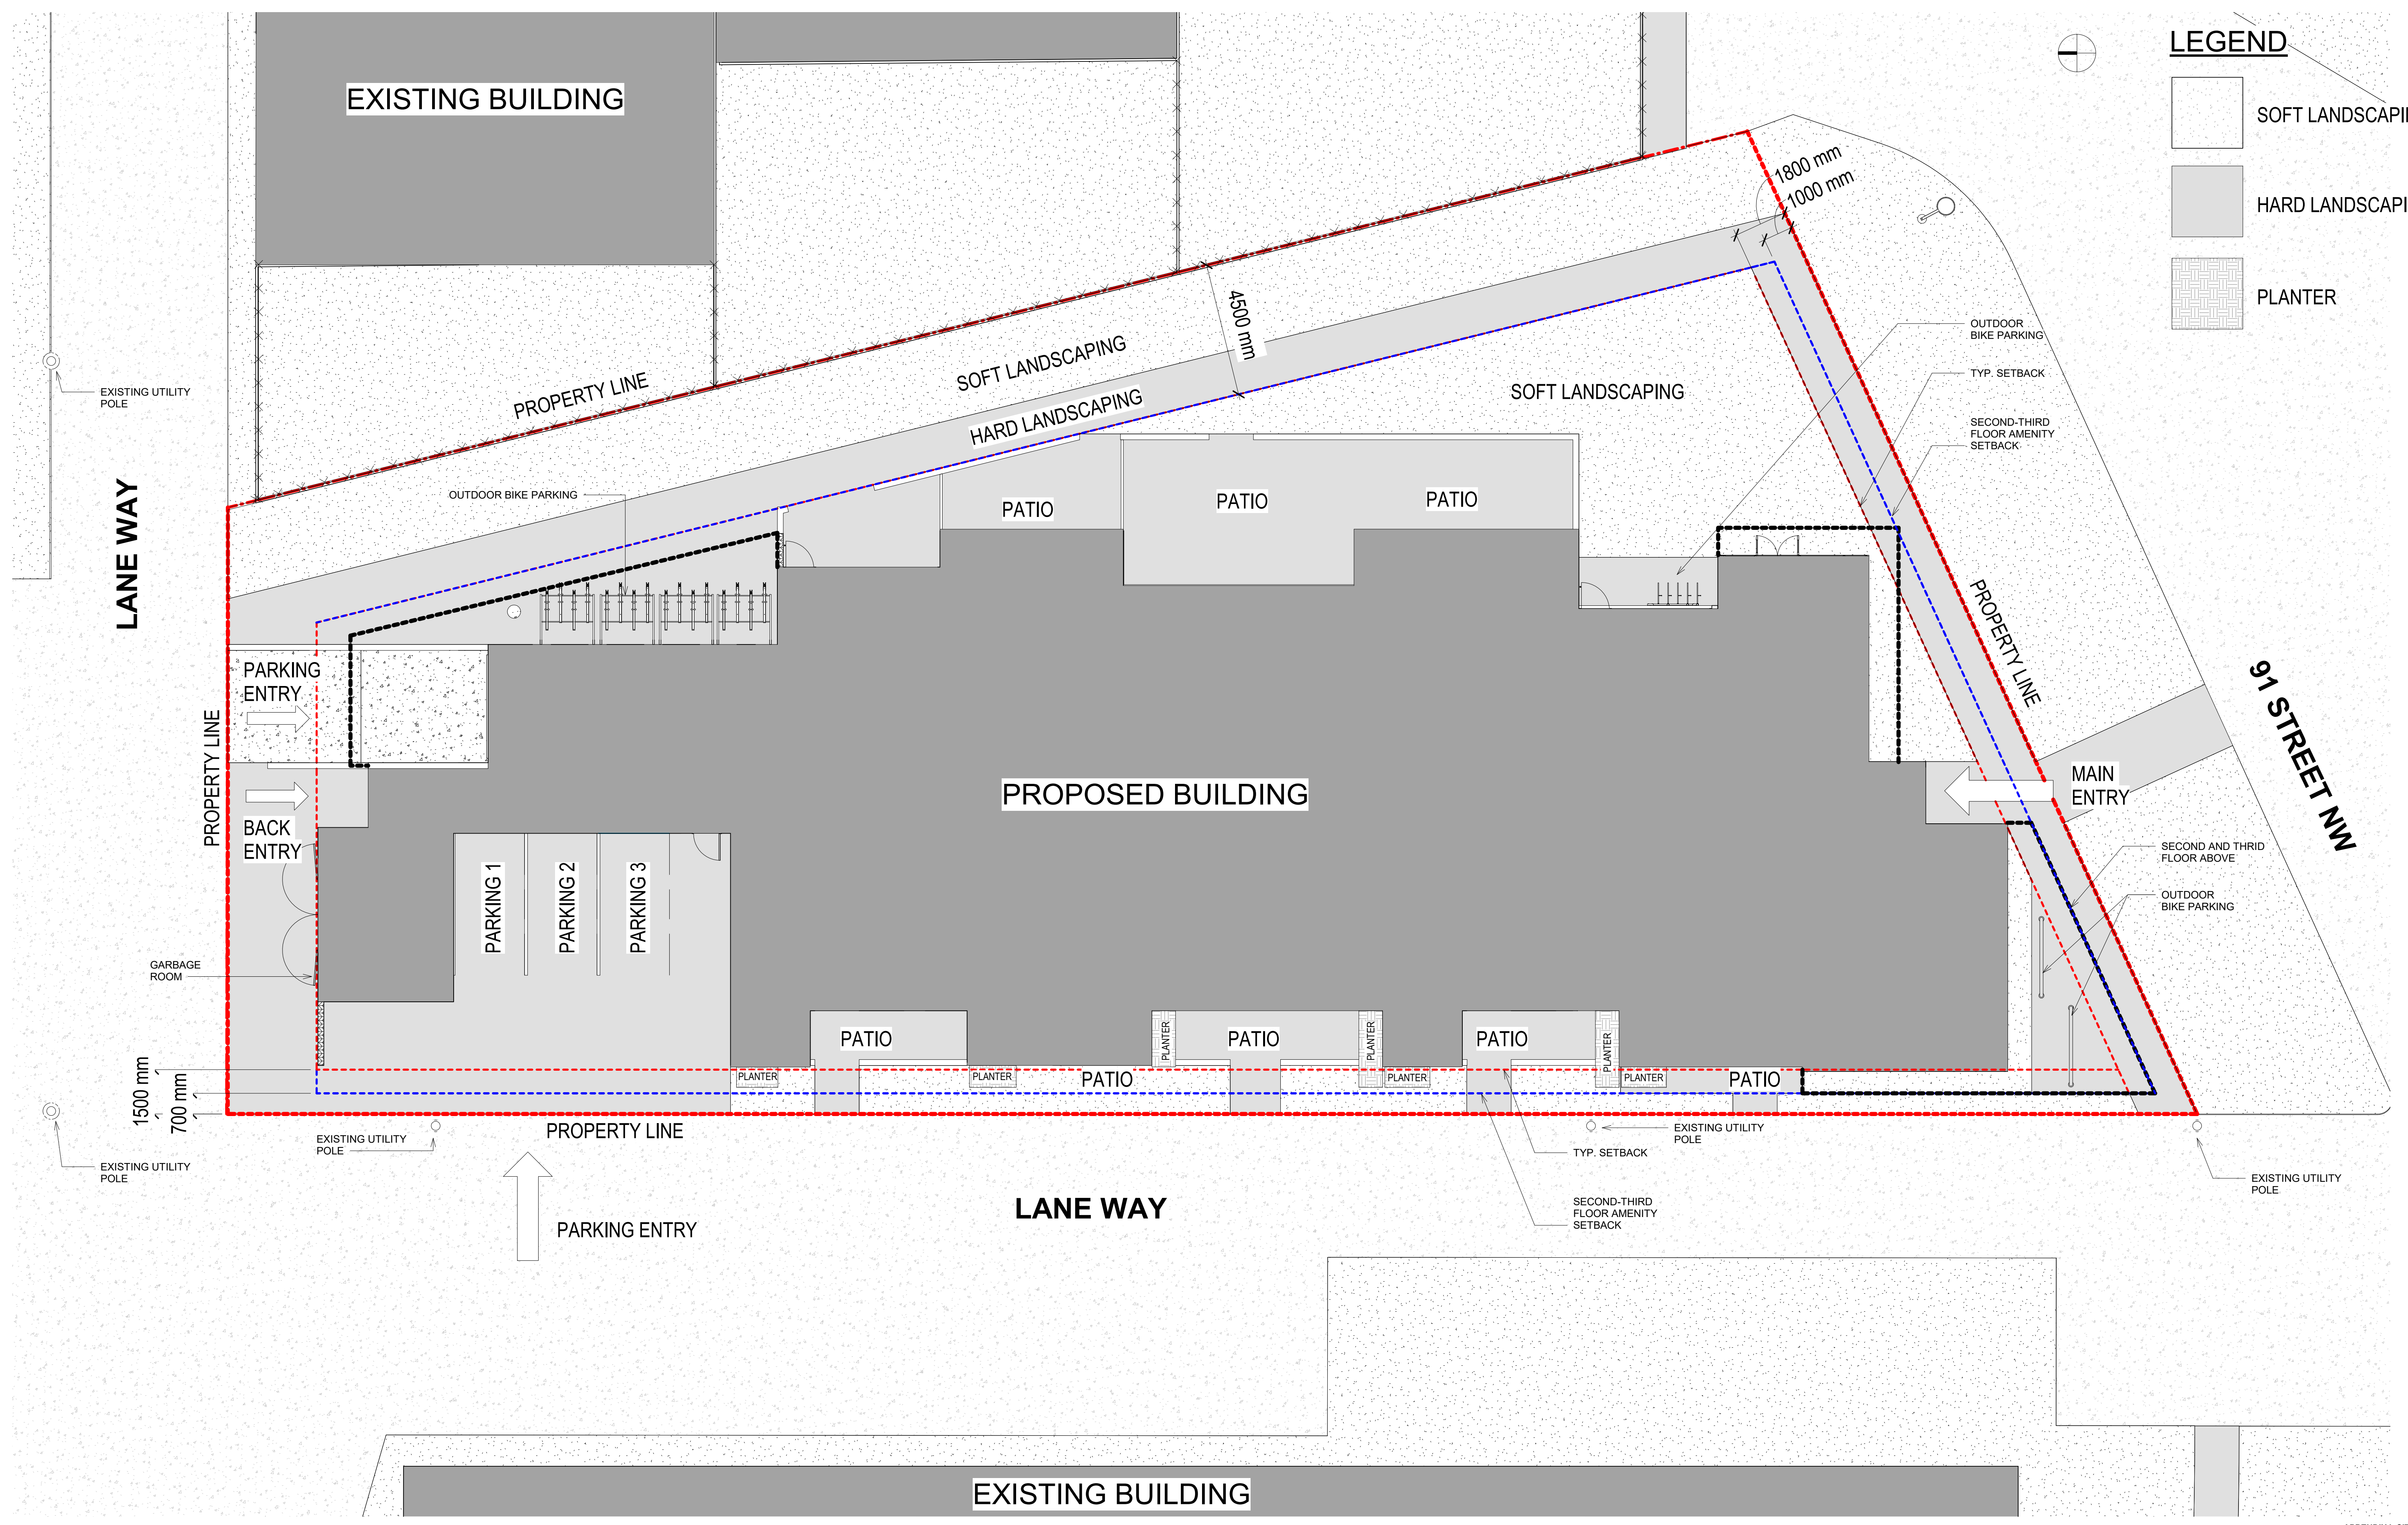 LEGEND
SOFT LANDSCAPI
HARD LANDSCAPI
PLANTER
EXISTING BUILDING
1800 mm
1000 mm
4500 mm
OUTDOOR
BIKE PARKING
TYP. SETBACK
SECOND-THIRD
FLOOR AMENITY
SETBACK
EXISTING UTILITY
POLE
PROPERTY LINE
SOFT LANDSCAPING
HARD LANDSCAPING
SOFT LANDSCAPING
LANE WAY
OUTDOOR BIKE PARKING
PATIO
PATIO
PATIO
PROPERTY LINE
91 STREET NW
PARKING
ENTRY
PROPERTY LINE
BACK
ENTRY
PROPOSED BUILDING
MAIN
ENTRY
SECOND AND THRID
FLOOR ABOVE
OUTDOOR
BIKE PARKING
PARKING 1
PARKING 2
PARKING 3
GARBAGE
ROOM
PATIO
PLANTER
PATIO
PLANTER
PATIO
PLANTER
PLANTER
PLANTER
PATIO
PLANTER
PLANTER
PATIO
1500 mm
700 mm
EXISTING UTILITY
POLE
EXISTING UTILITY
POLE
PROPERTY LINE
EXISTING UTILITY
POLE
TYP. SETBACK
EXISTING UTILITY
POLE
SECOND-THIRD
FLOOR AMENITY
SETBACK
LANE WAY
PARKING ENTRY
EXISTING BUILDING